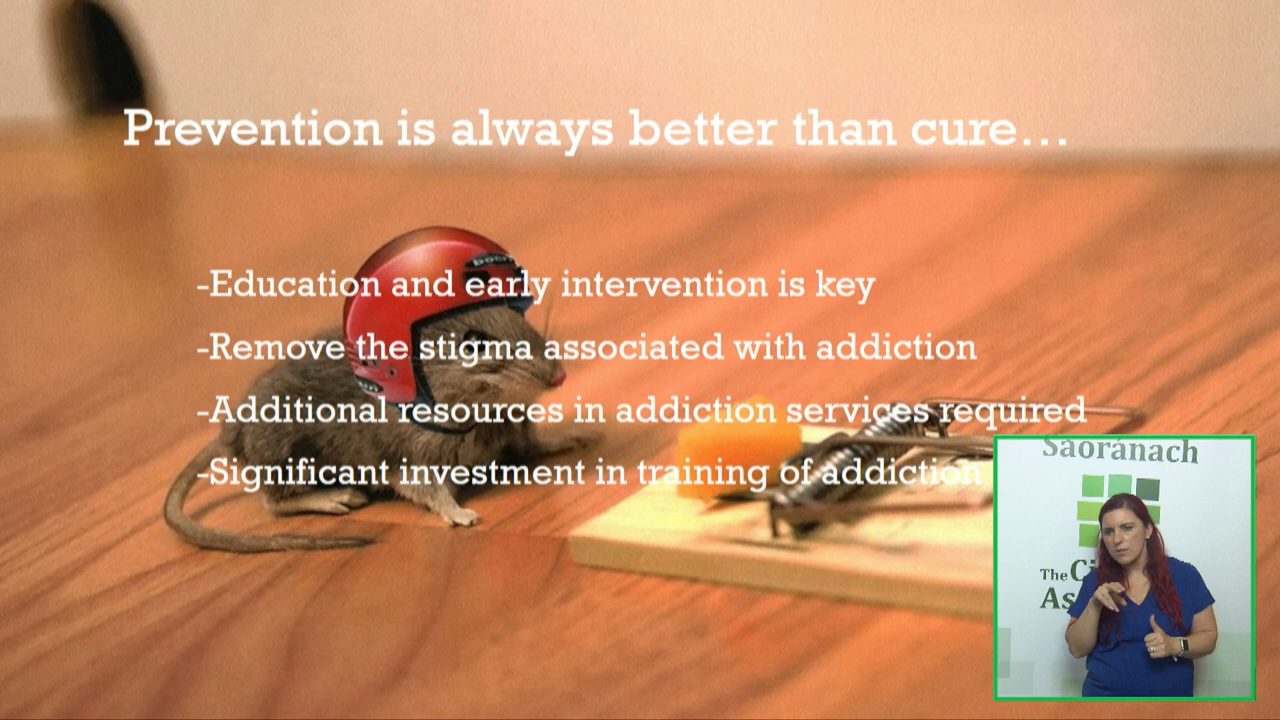 Prevention is always better than cure…
-Education and early intervention is key
-Remove the stigma associated with addiction
-Additional resources in addiction services required
-Significant investment in training of addiction
Saoránach
The